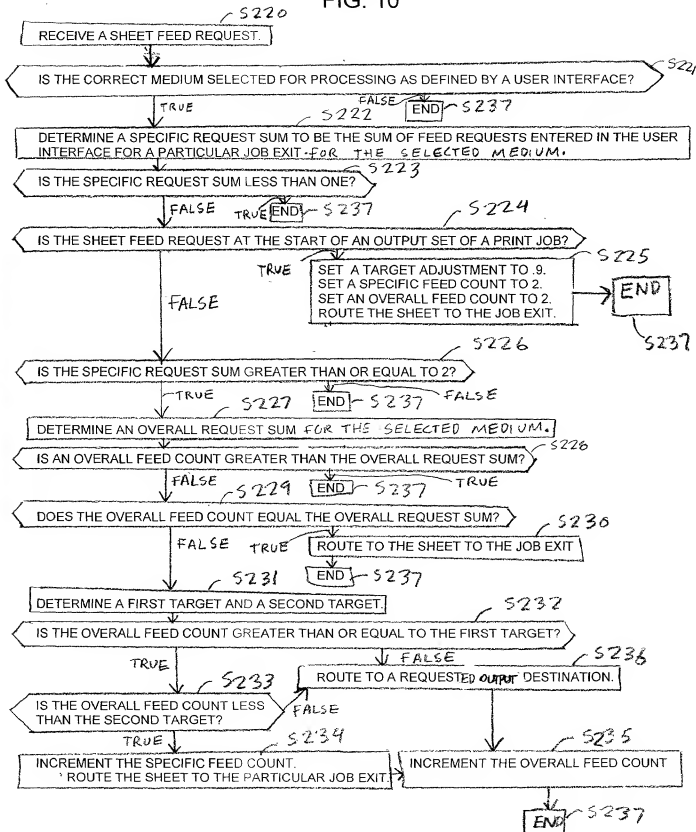 FIG. 10
S220
RECEIVE A SHEET FEED REQUEST.
S221
IS THE CORRECT MEDIUM SELECTED FOR PROCESSING AS DEFINED BY A USER INTERFACE?
TRUE
FALSE
END
S237
S222
DETERMINE A SPECIFIC REQUEST SUM TO BE THE SUM OF FEED REQUESTS ENTERED IN THE USER
INTERFACE FOR A PARTICULAR JOB EXIT FOR THE SELECTED MEDIUM.
S223
IS THE SPECIFIC REQUEST SUM LESS THAN ONE?
FALSE
TRUE
END
S237
S224
IS THE SHEET FEED REQUEST AT THE START OF AN OUTPUT SET OF A PRINT JOB?
S225
TRUE
SET A TARGET ADJUSTMENT TO .9.
SET A SPECIFIC FEED COUNT TO 2.
SET AN OVERALL FEED COUNT TO 2.
ROUTE THE SHEET TO THE JOB EXIT.
END
S237
FALSE
S226
IS THE SPECIFIC REQUEST SUM GREATER THAN OR EQUAL TO 2?
TRUE
FALSE
END
S237
S227
DETERMINE AN OVERALL REQUEST SUM FOR THE SELECTED MEDIUM.
S228
IS AN OVERALL FEED COUNT GREATER THAN THE OVERALL REQUEST SUM?
FALSE
TRUE
END
S237
S229
DOES THE OVERALL FEED COUNT EQUAL THE OVERALL REQUEST SUM?
S230
FALSE
TRUE
ROUTE TO THE SHEET TO THE JOB EXIT
END
S237
S231
DETERMINE A FIRST TARGET AND A SECOND TARGET.
S232
IS THE OVERALL FEED COUNT GREATER THAN OR EQUAL TO THE FIRST TARGET?
TRUE
FALSE
S236
ROUTE TO A REQUESTED OUTPUT DESTINATION.
S233
IS THE OVERALL FEED COUNT LESS
THAN THE SECOND TARGET?
FALSE
TRUE
S234
INCREMENT THE SPECIFIC FEED COUNT.
ROUTE THE SHEET TO THE PARTICULAR JOB EXIT.
S235
INCREMENT THE OVERALL FEED COUNT
END
S237